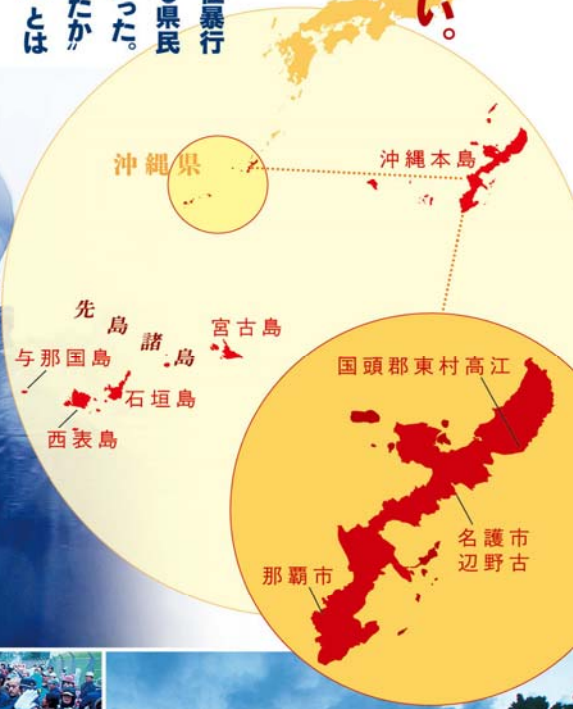 い。
暴行
県民
った。
たか〟
とは
沖縄県
沖縄本島
先島諸島
宮古島
与那国島
石垣島
西表島
国頭郡東村高江
名護市
辺野古
那覇市